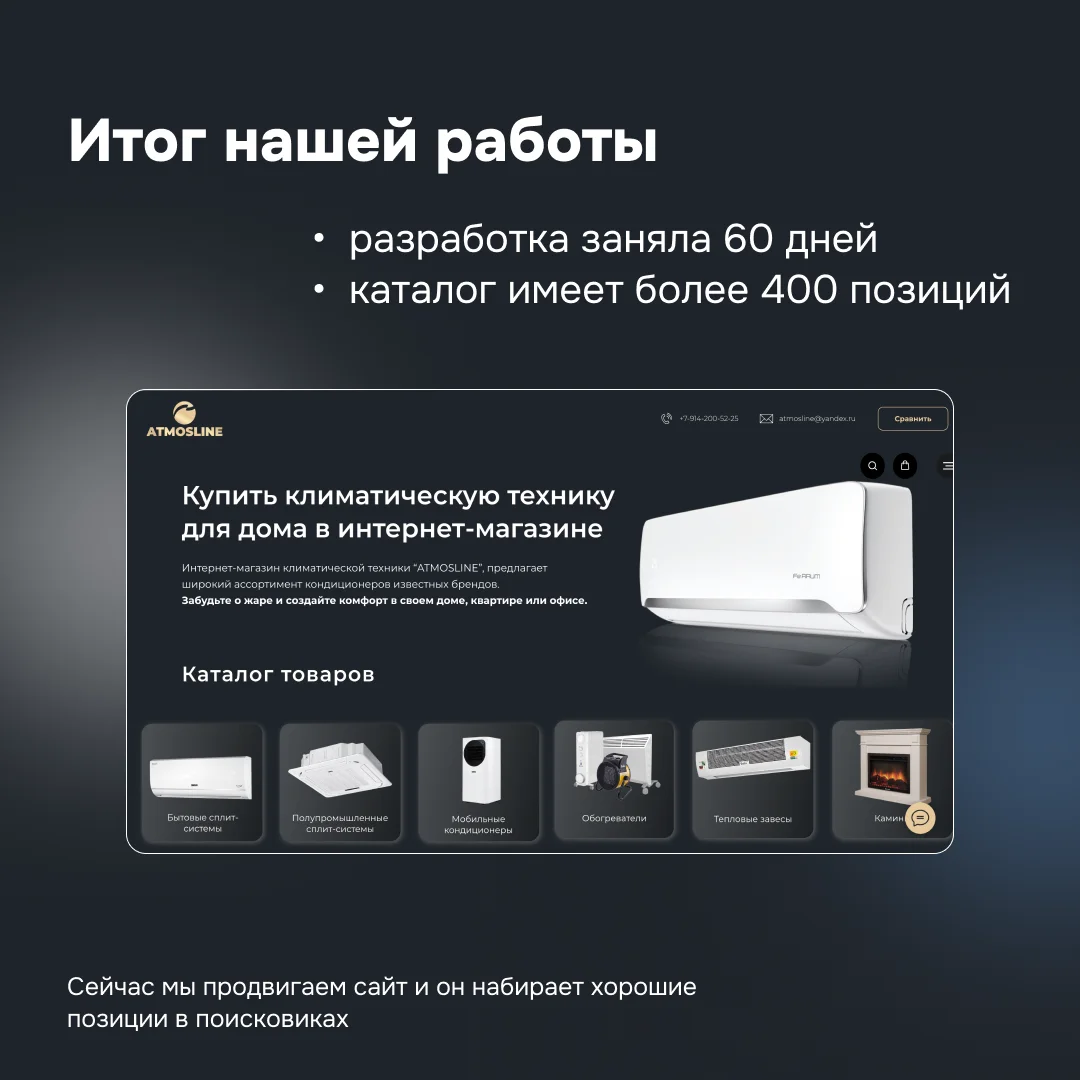 Итог нашей работы
• разработка заняла 60 дней
• каталог имеет более 400 позиций
ATMOSLINE
+7-914-200-52-25
atmosline@yandex.ru
Сравнить
Купить климатическую технику
для дома в интернет-магазине
Интернет-магазин климатической техники “ATMOSLINE”, предлагает
широкий ассортимент кондиционеров известных брендов.
Забудьте о жаре и создайте комфорт в своем доме, квартире или офисе.
Каталог товаров
Бытовые сплит-
системы
Полупромышленные
сплит-системы
Мобильные
кондиционеры
Обогреватели
Тепловые завесы
Камин
Сейчас мы продвигаем сайт и он набирает хорошие
позиции в поисковиках